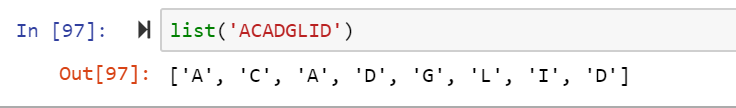 In [97]: list('ACADGLID')
Out[97]: ['A', 'C', 'A', 'D', 'G', 'L', 'I', 'D']